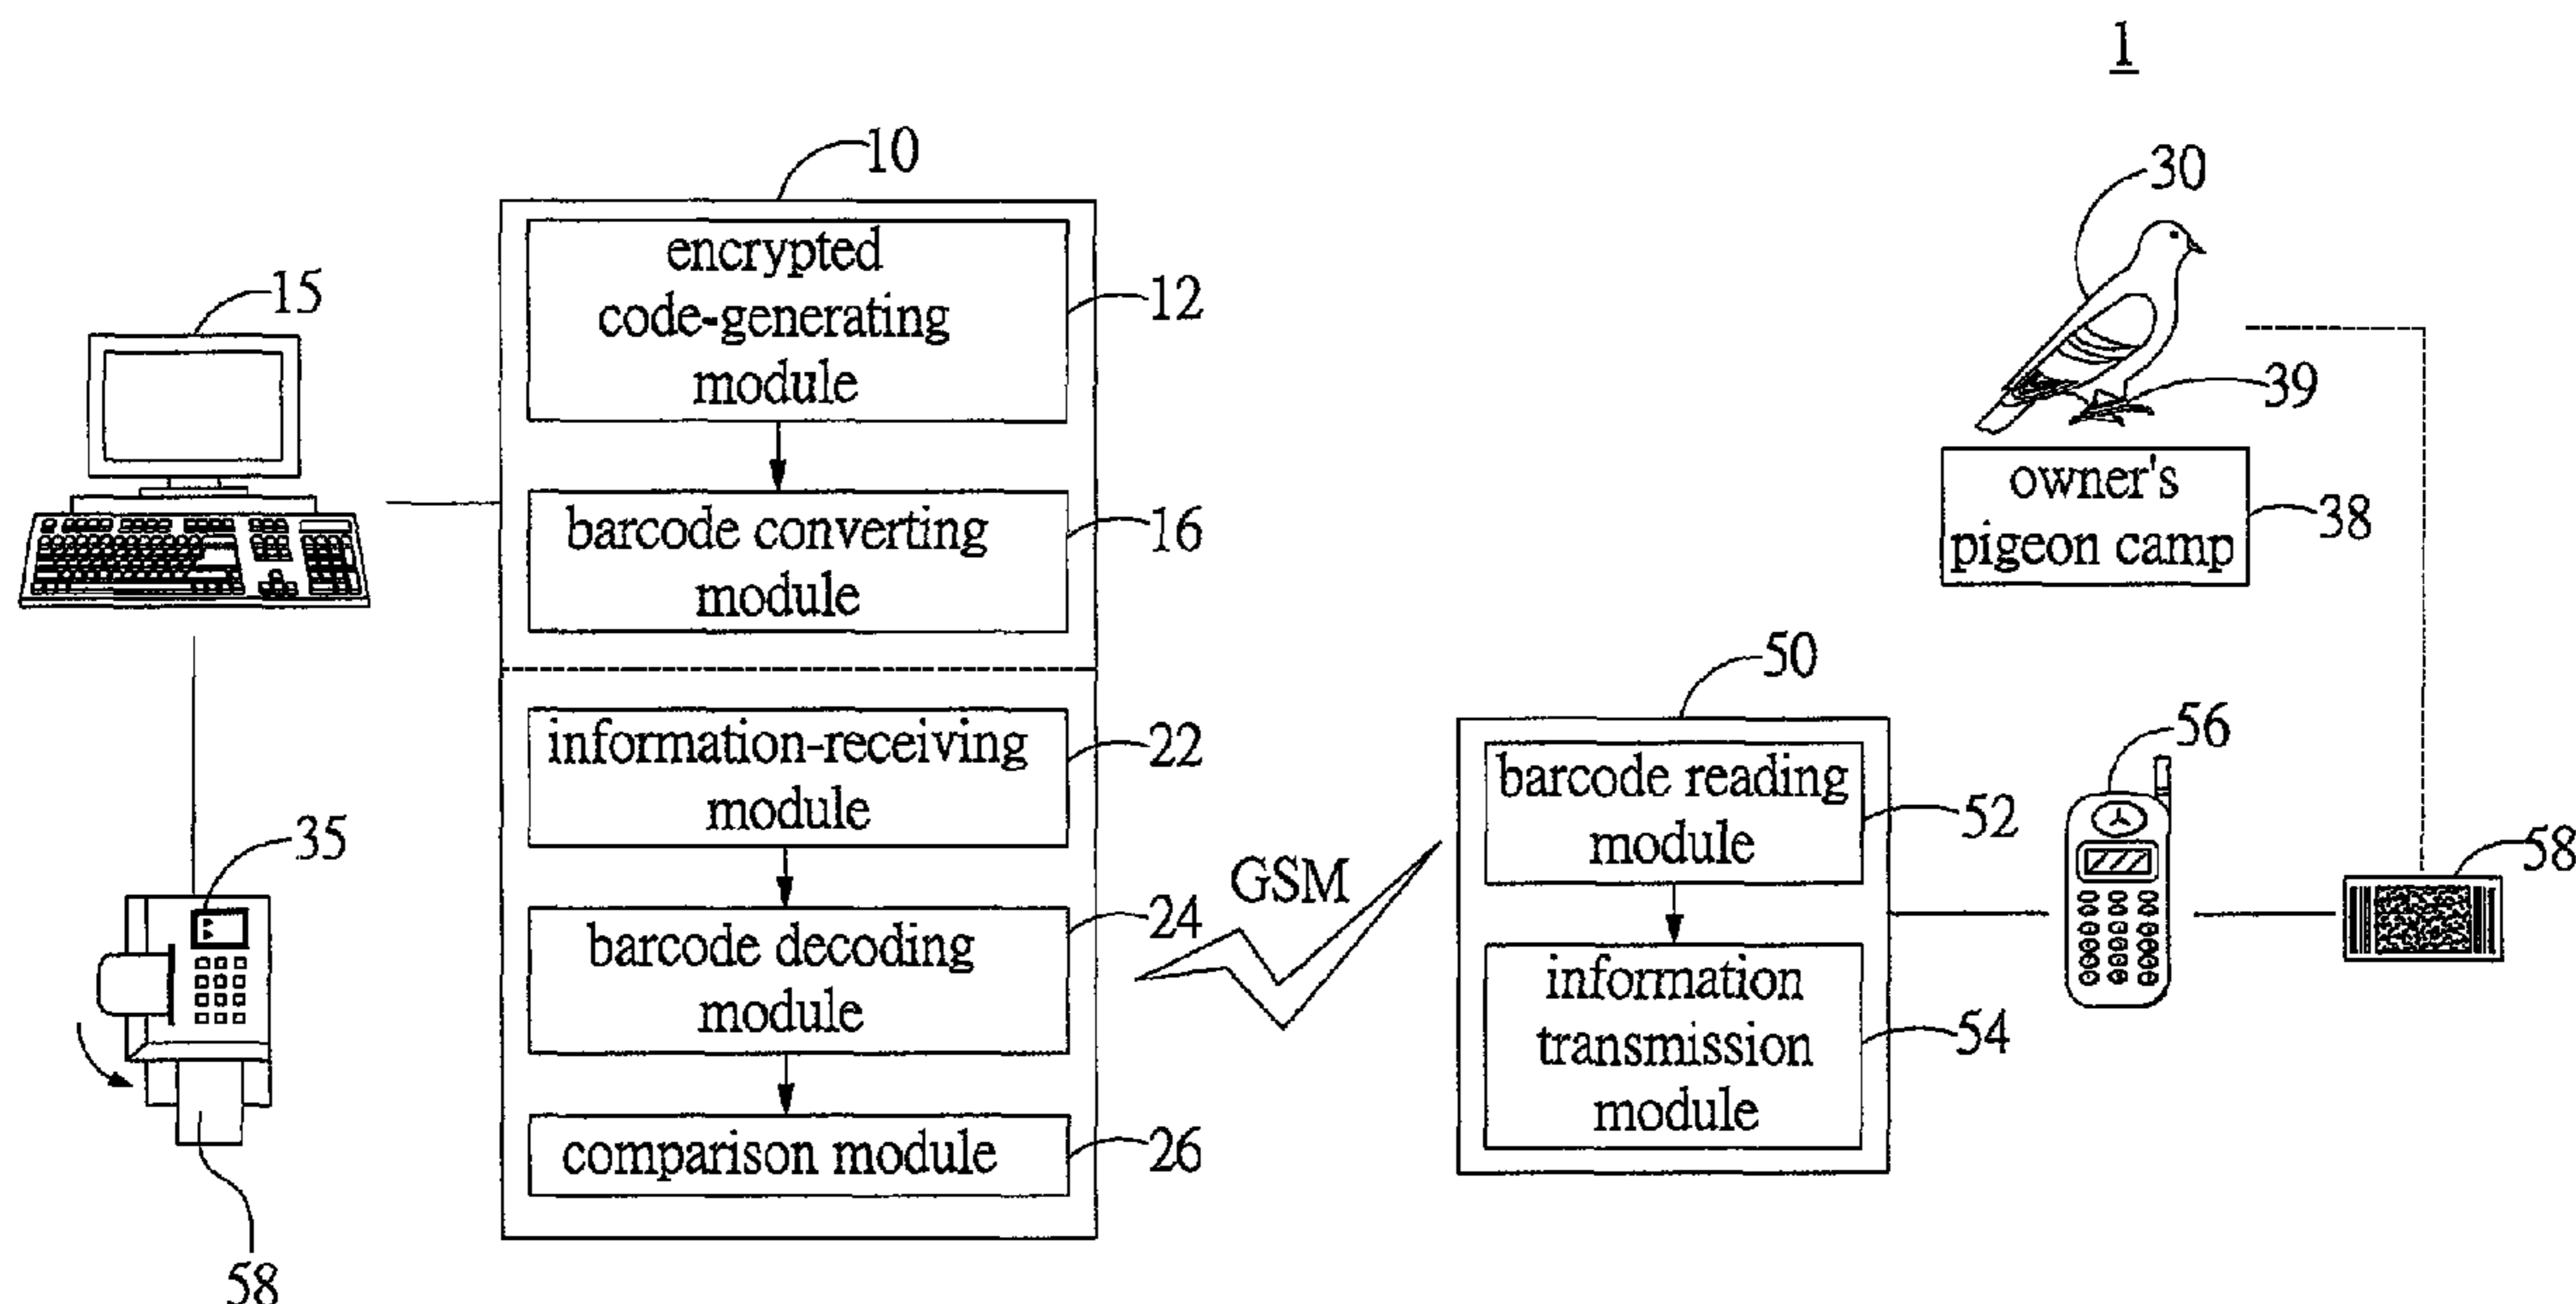 1
10
30
encrypted
code-generating
module
12
15
39
owner's
pigeon camp
38
barcode converting
module
16
50
information-receiving
module
22
56
barcode reading
module
52
35
GSM
58
barcode decoding
module
24
information
transmission
module
54
comparison module
26
58